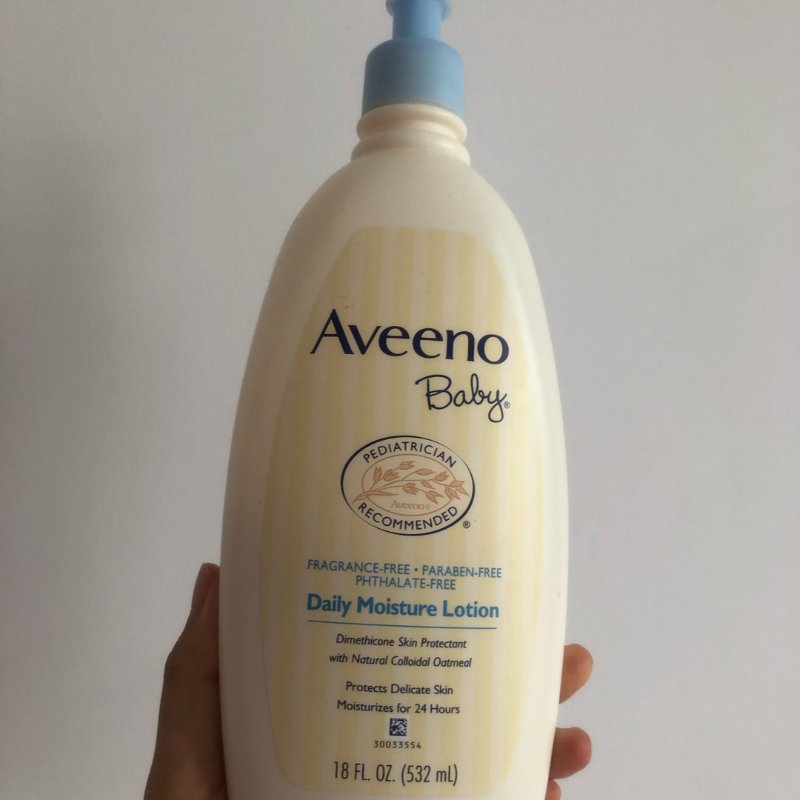 Aveeno
Baby®
PEDIATRICIAN
Aveeno®
RECOMMENDED®
FRAGRANCE-FREE • PARABEN-FREE
PHTHALATE-FREE
Daily Moisture Lotion
Dimethicone Skin Protectant
with Natural Colloidal Oatmeal
Protects Delicate Skin
Moisturizes for 24 Hours
30033554
18 FL. OZ. (532 mL)